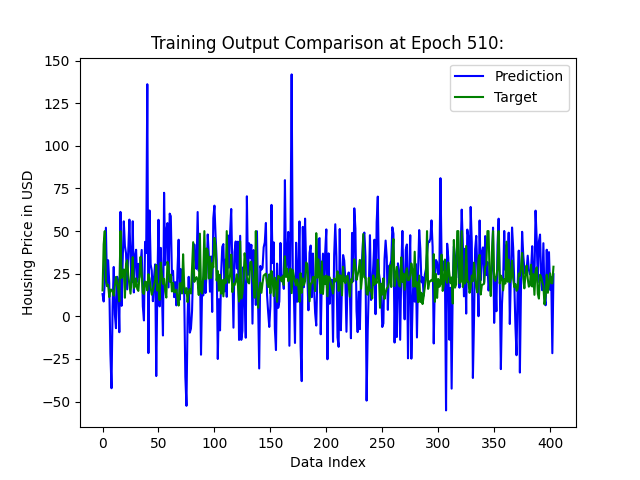 Training Output Comparison at Epoch 510:
Prediction
Target
Housing Price in USD
150
125
100
75
50
25
0
−25
−50
0 50 100 150 200 250 300 350 400
Data Index